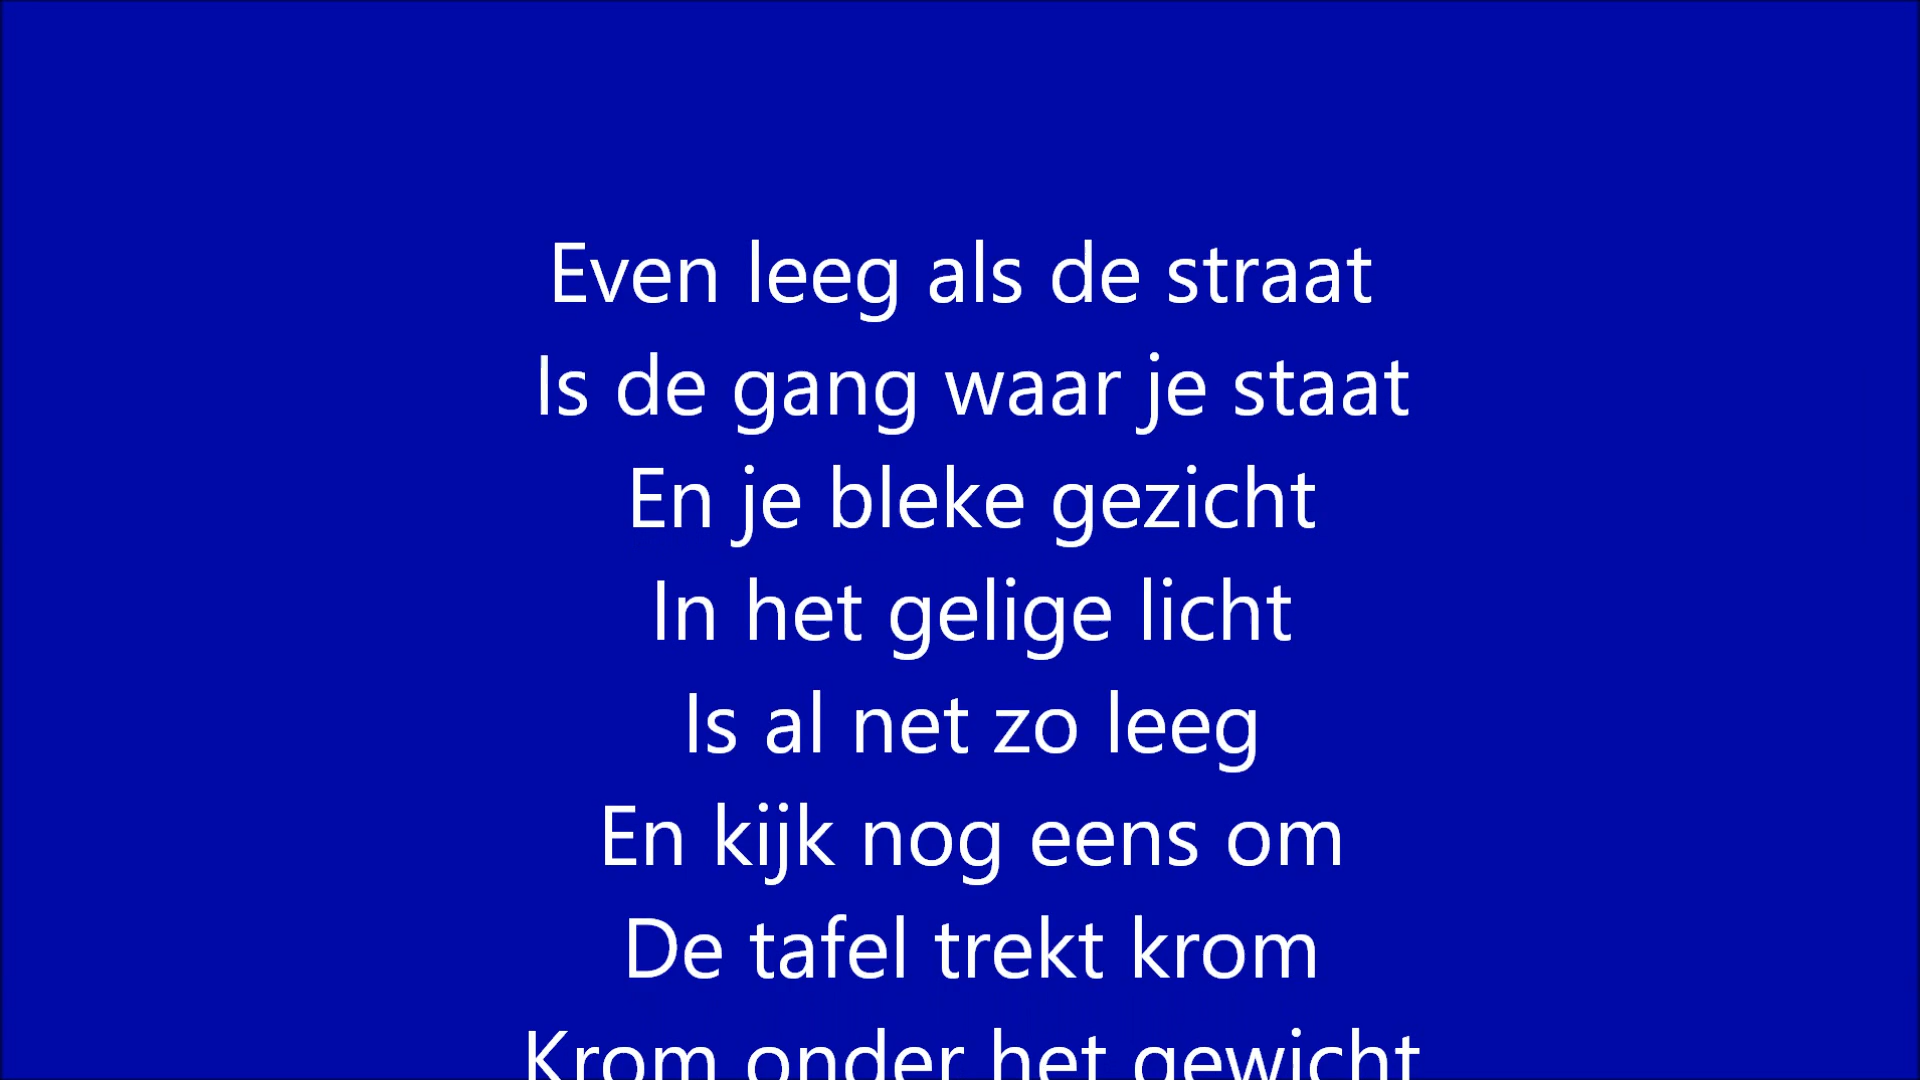 Even leeg als de straat
Is de gang waar je staat
En je bleke gezicht
In het gelige licht
Is al net zo leeg
En kijk nog eens om
De tafel trekt krom
Krom onder het gewicht